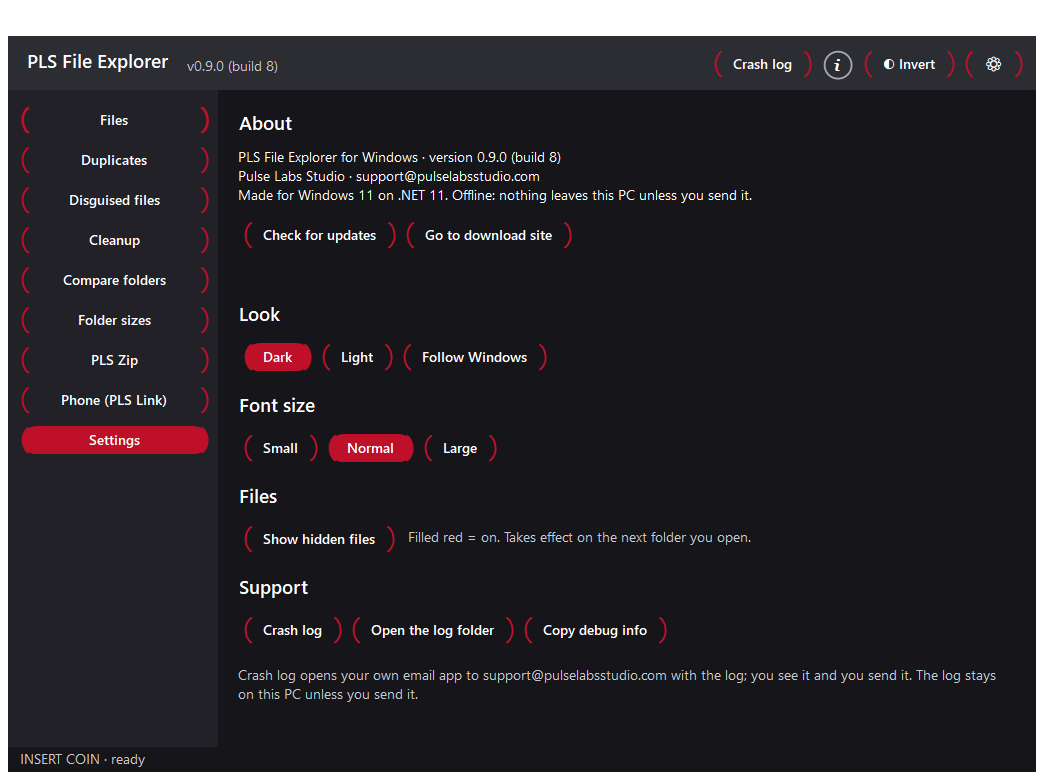 PLS File Explorer v0.9.0 (build 8)
Crash log
i
Invert
Files
Duplicates
Disguised files
Cleanup
Compare folders
Folder sizes
PLS Zip
Phone (PLS Link)
Settings
About
PLS File Explorer for Windows · version 0.9.0 (build 8)
Pulse Labs Studio · support@pulselabsstudio.com
Made for Windows 11 on .NET 11. Offline: nothing leaves this PC unless you send it.
Check for updates
Go to download site
Look
Dark
Light
Follow Windows
Font size
Small
Normal
Large
Files
Show hidden files
Filled red = on. Takes effect on the next folder you open.
Support
Crash log
Open the log folder
Copy debug info
Crash log opens your own email app to support@pulselabsstudio.com with the log; you see it and you send it. The log stays
on this PC unless you send it.
INSERT COIN · ready